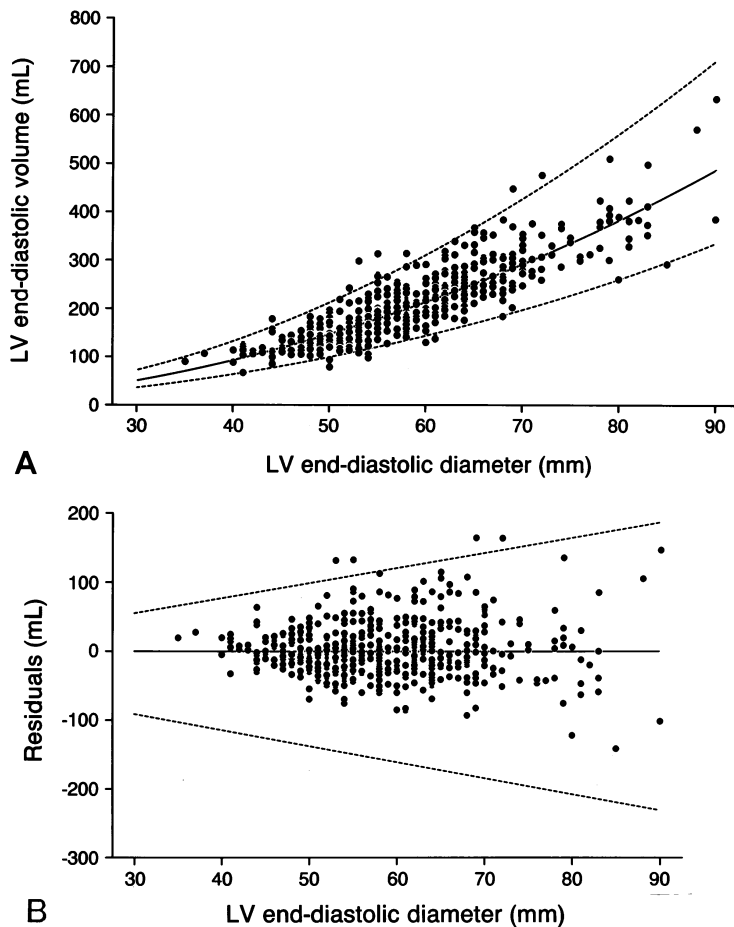 800
700
600
500
400
300
200
100
0
LV end-diastolic volume (mL)
30 40 50 60 70 80 90
A
LV end-diastolic diameter (mm)
200
100
0
-100
-200
-300
Residuals (mL)
30 40 50 60 70 80 90
B
LV end-diastolic diameter (mm)